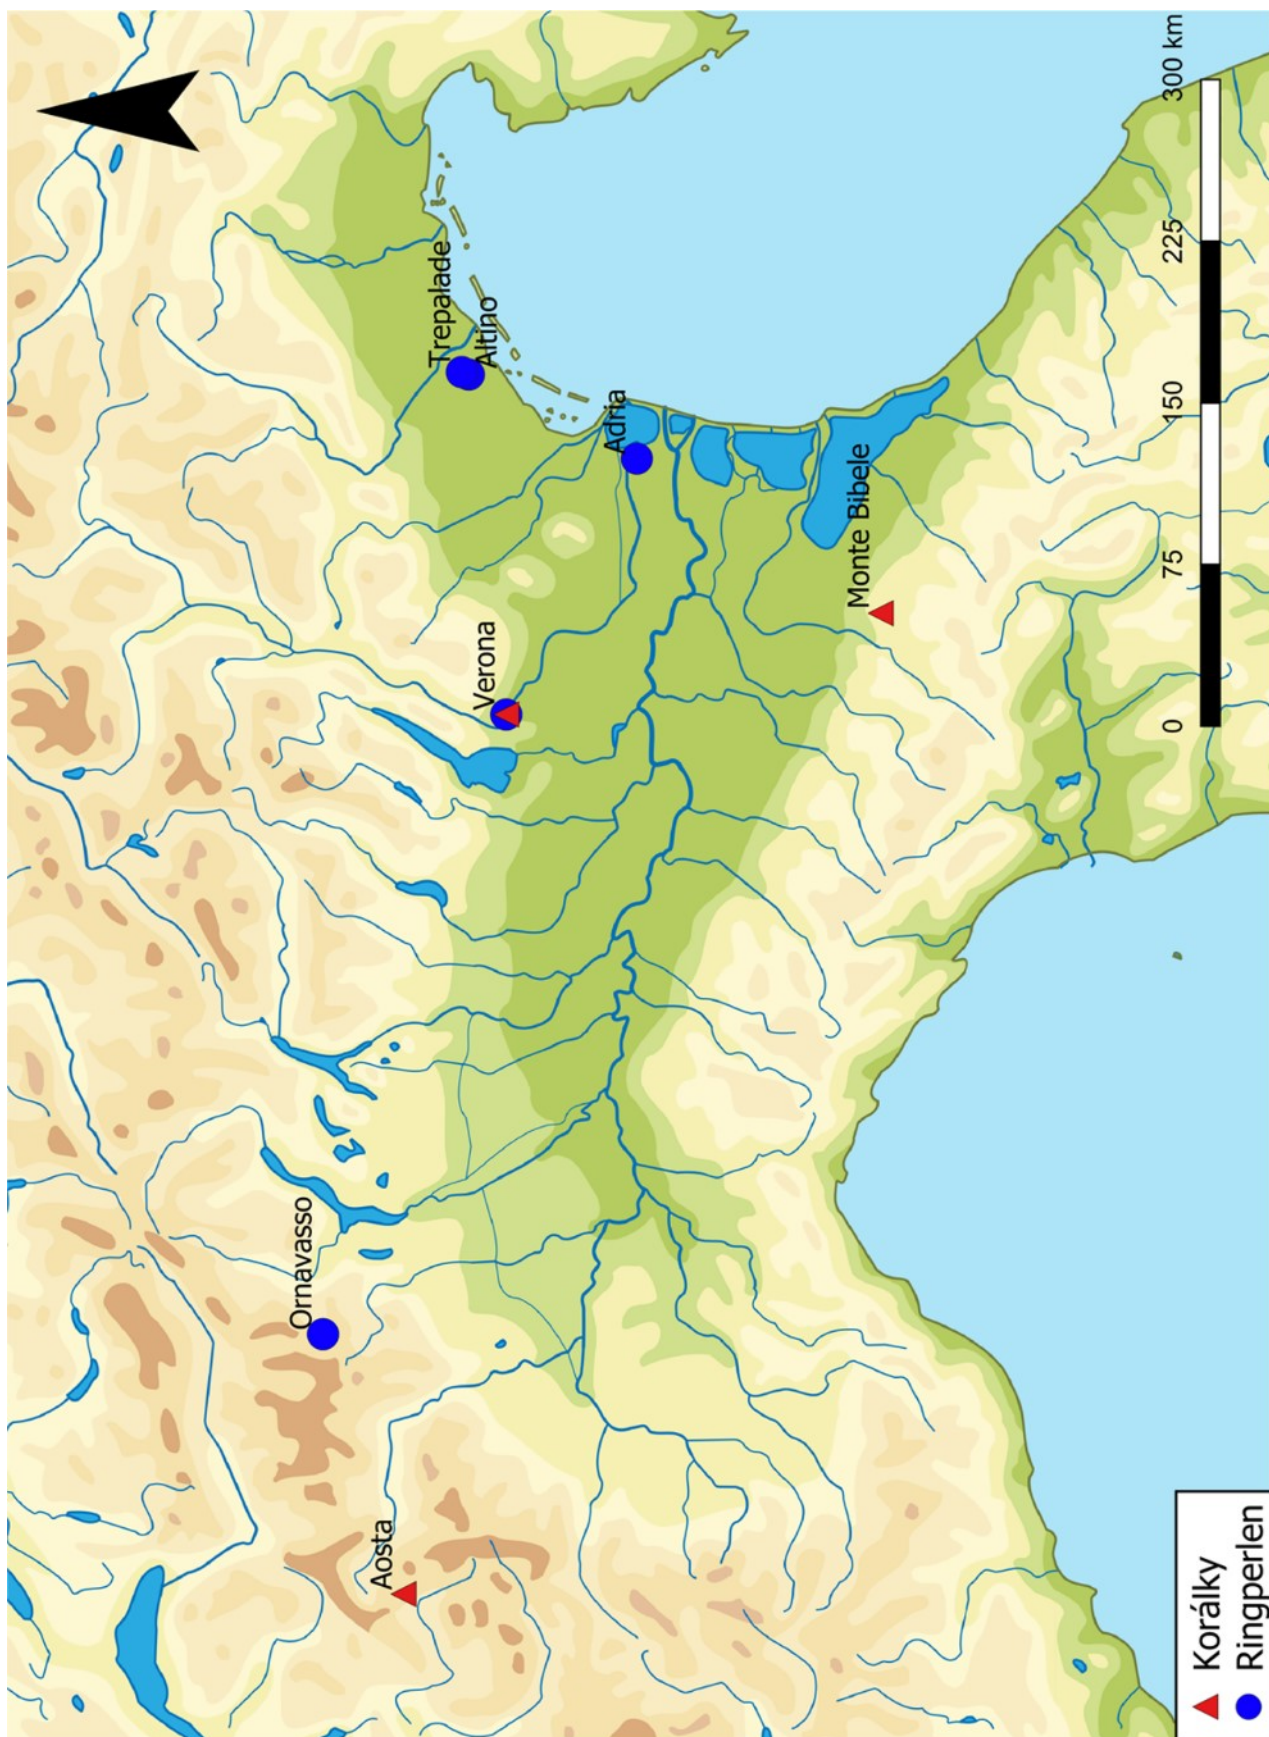 Trepalade
Altino
Ornavasso
Aosta
Verona
Adria
Monte Bibele
0 75 150 225 300 km
Korálky
Ringperlen